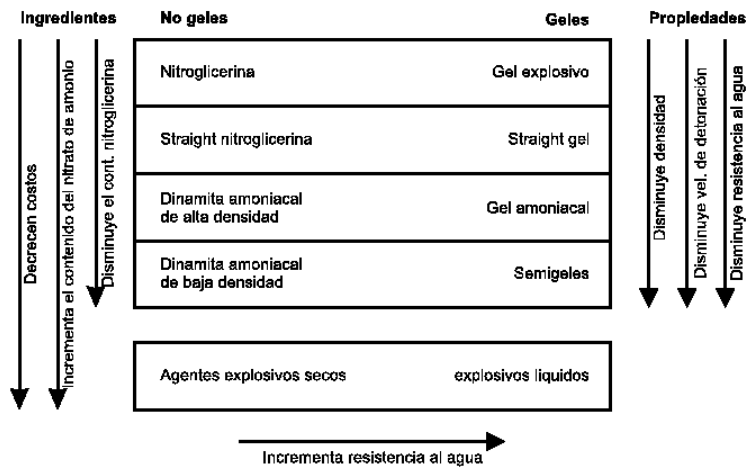 Ingredientes
No geles
Geles
Propledades
Decrecen costos
Incrementa el contenido del nitrato de amonio
Disminuye el cont. nitroglicerina
Nitroglicerina
Gel explosivo
Straight nitroglicerina
Straight gel
Dinamita amoniacal
de alta densidad
Gel amoniacal
Dinamita amoniacal
de baja densidad
Semigeles
Agentes explosivos secos
explosivos liquidos
Disminuye densidad
Disminuye vel. de detonación
Disminuye resistencia al agua
Incrementa resistencia al agua